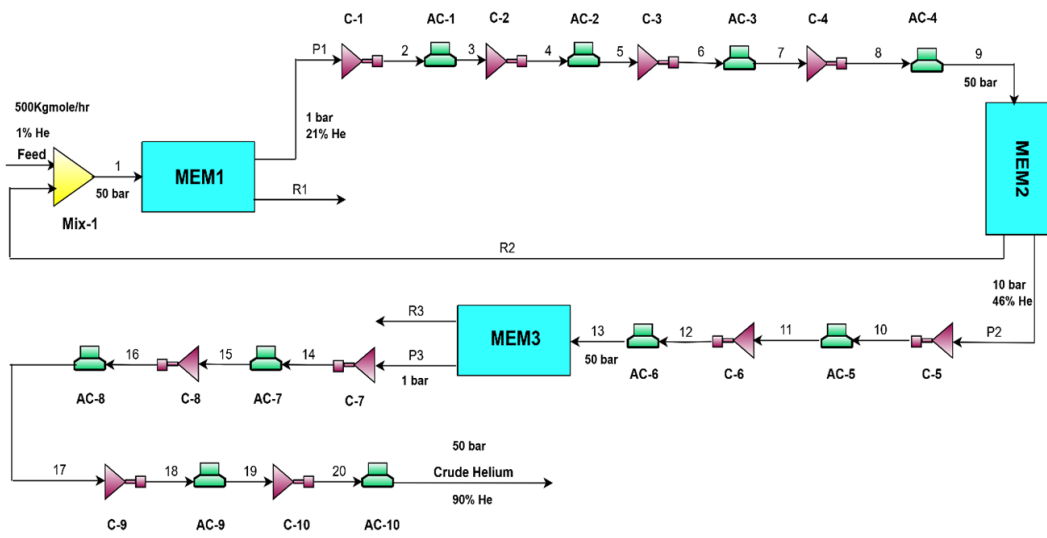 C-1
AC-1
C-2
AC-2
C-3
AC-3
C-4
AC-4
P1
2
3
4
5
6
7
8
9
50 bar
500Kgmole/hr
1% He
Feed
1 bar
21% He
1
50 bar
MEM1
R1
Mix-1
MEM2
R2
10 bar
46% He
R3
MEM3
13
50 bar
12
11
10
P2
16
15
14
P3
1 bar
AC-6
C-6
AC-5
C-5
AC-8
C-8
AC-7
C-7
17
18
19
20
50 bar
Crude Helium
90% He
C-9
AC-9
C-10
AC-10